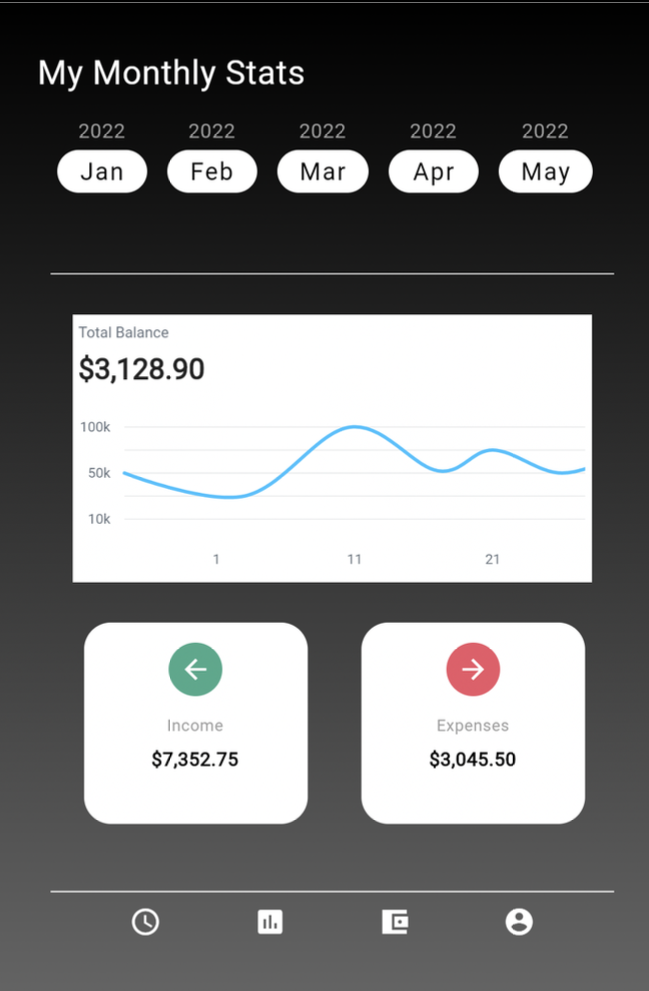 My Monthly Stats
2022 2022 2022 2022 2022
Jan Feb Mar Apr May
Total Balance
$3,128.90
100k
50k
10k
1 11 21
Income Expenses
$7,352.75 $3,045.50